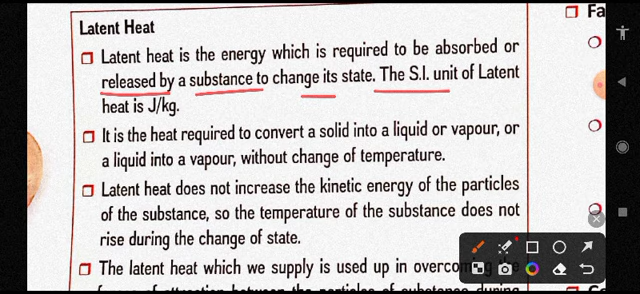 Latent Heat
Latent heat is the energy which is required to be absorbed or
released by a substance to change its state. The S.I. unit of Latent
heat is J/kg.
It is the heat required to convert a solid into a liquid or vapour, or
a liquid into a vapour, without change of temperature.
Latent heat does not increase the kinetic energy of the particles
of the substance, so the temperature of the substance does not
rise during the change of state.
The latent heat which we supply is used up in
Fa